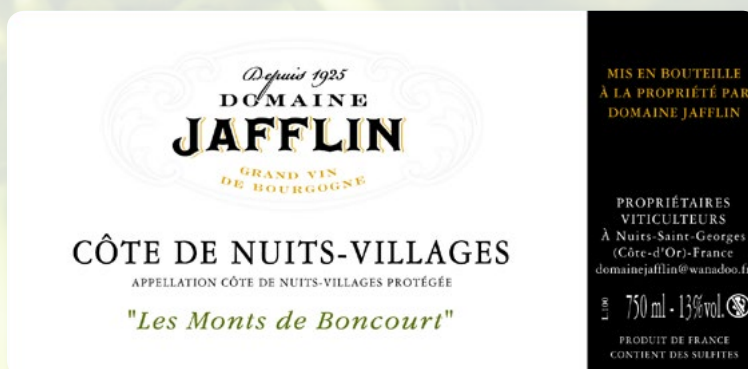 Depuis 1925
DOMAINE
JAFFLIN
GRAND VIN
DE BOURGOGNE
CÔTE DE NUITS-VILLAGES
APPELLATION CÔTE DE NUITS-VILLAGES PROTÉGÉE
"Les Monts de Boncourt"
MIS EN BOUTEILLE
À LA PROPRIÉTÉ PAR
DOMAINE JAFFLIN
PROPRIÉTAIRES
VITICULTEURS
À Nuits-Saint-Georges
(Côte-d'Or)-France
domainejafflin@wanadoo.fr
L.100
750 ml - 13%vol.
PRODUIT DE FRANCE
CONTIENT DES SULFITES